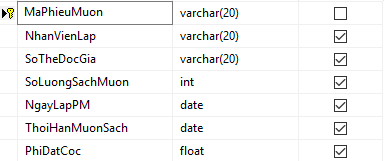 MaPhieuMuon varchar(20)
NhanVienLap varchar(20)
SoTheDocGia varchar(20)
SoLuongSachMuon int
NgayLapPM date
ThoiHanMuonSach date
PhiDatCoc float